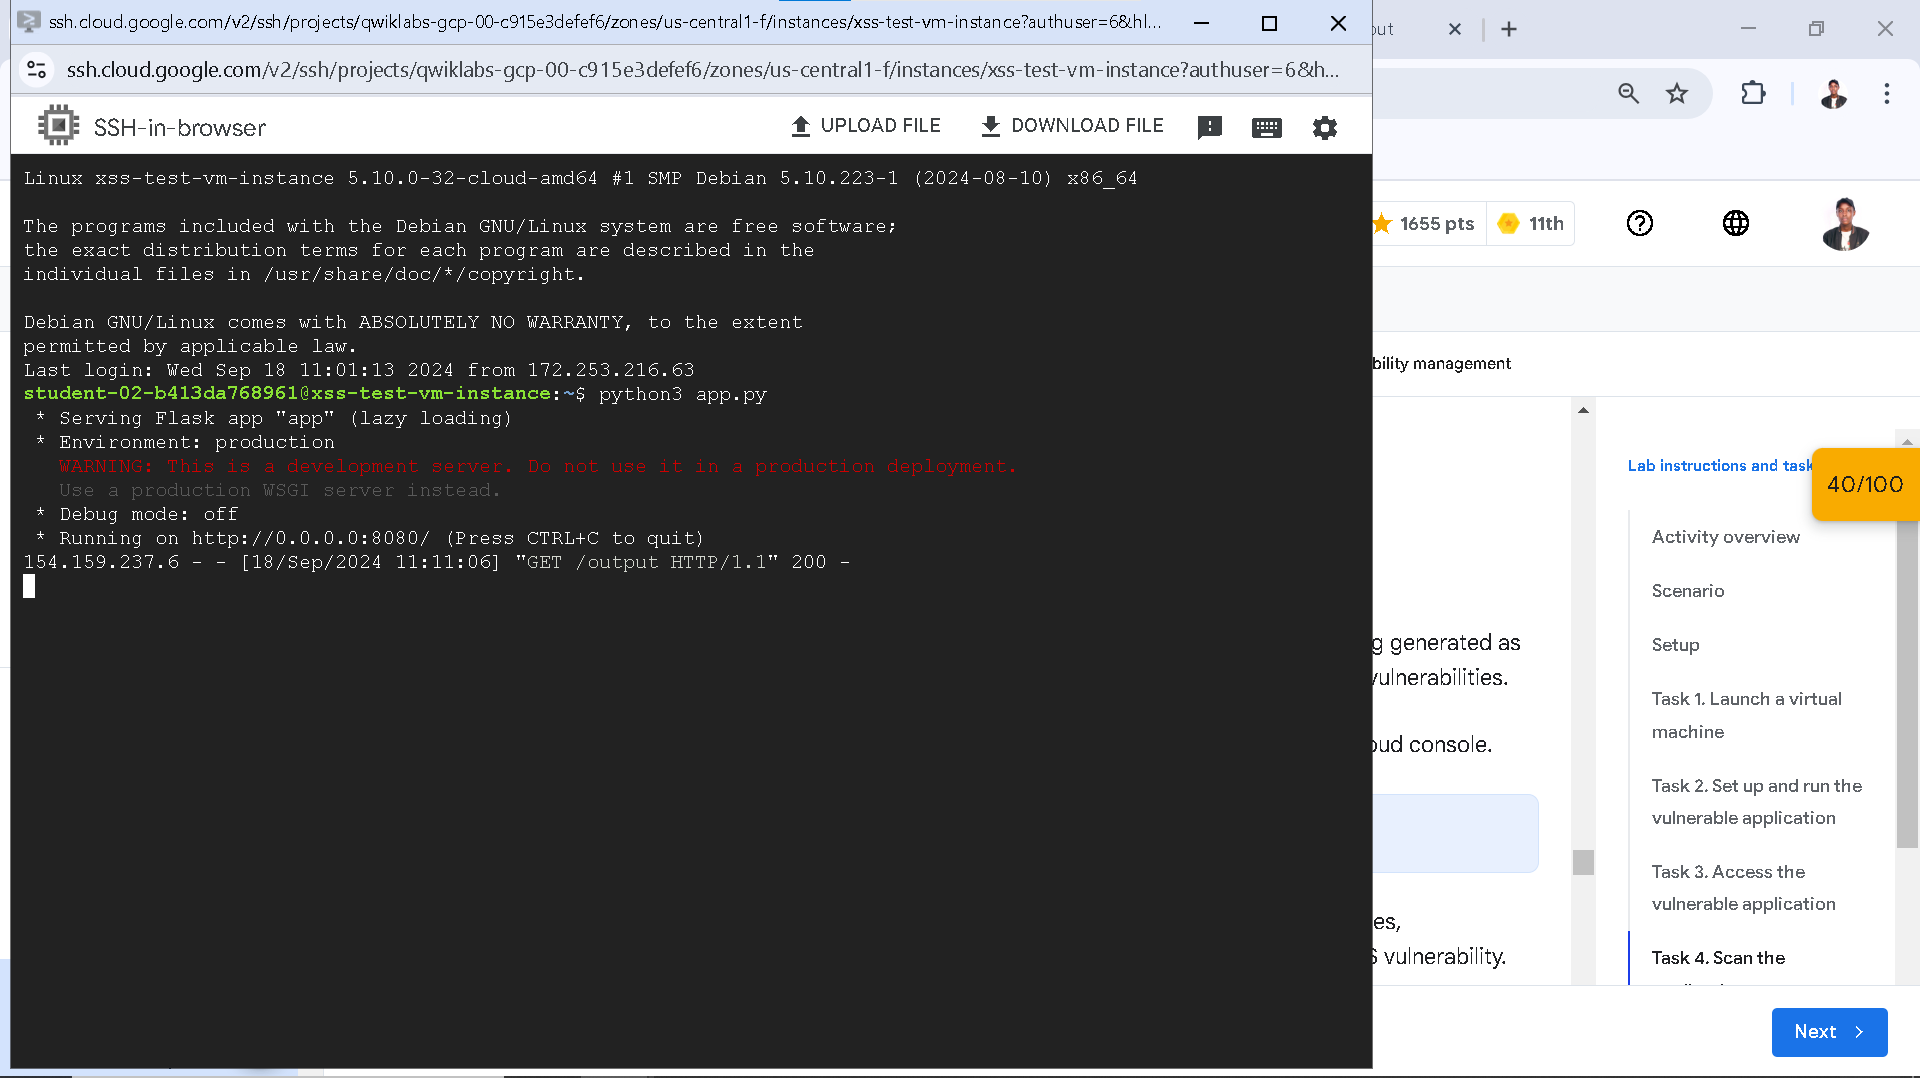 ssh.cloud.google.com/v2/ssh/projects/qwiklabs-gcp-00-c915e3defef6/zones/us-central1-f/instances/xss-test-vm-instance?authuser=6&hl...
ssh.cloud.google.com/v2/ssh/projects/qwiklabs-gcp-00-c915e3defef6/zones/us-central1-f/instances/xss-test-vm-instance?authuser=6&h...
SSH-in-browser
UPLOAD FILE
DOWNLOAD FILE
Linux xss-test-vm-instance 5.10.0-32-cloud-amd64 #1 SMP Debian 5.10.223-1 (2024-08-10) x86_64
The programs included with the Debian GNU/Linux system are free software;
the exact distribution terms for each program are described in the
individual files in /usr/share/doc/*/copyright.
Debian GNU/Linux comes with ABSOLUTELY NO WARRANTY, to the extent
permitted by applicable law.
Last login: Wed Sep 18 11:01:13 2024 from 172.253.216.63
student-02-b413da768961@xss-test-vm-instance:~$ python3 app.py
* Serving Flask app "app" (lazy loading)
* Environment: production
WARNING: This is a development server. Do not use it in a production deployment.
Use a production WSGI server instead.
* Debug mode: off
* Running on http://0.0.0.0:8080/ (Press CTRL+C to quit)
154.159.237.6 - - [18/Sep/2024 11:11:06] "GET /output HTTP/1.1" 200 -
out
1655 pts
11th
bility management
g generated as
vulnerabilities.
oud console.
es,
S vulnerability.
Lab instructions and task
40/100
Activity overview
Scenario
Setup
Task 1. Launch a virtual
machine
Task 2. Set up and run the
vulnerable application
Task 3. Access the
vulnerable application
Task 4. Scan the
Next